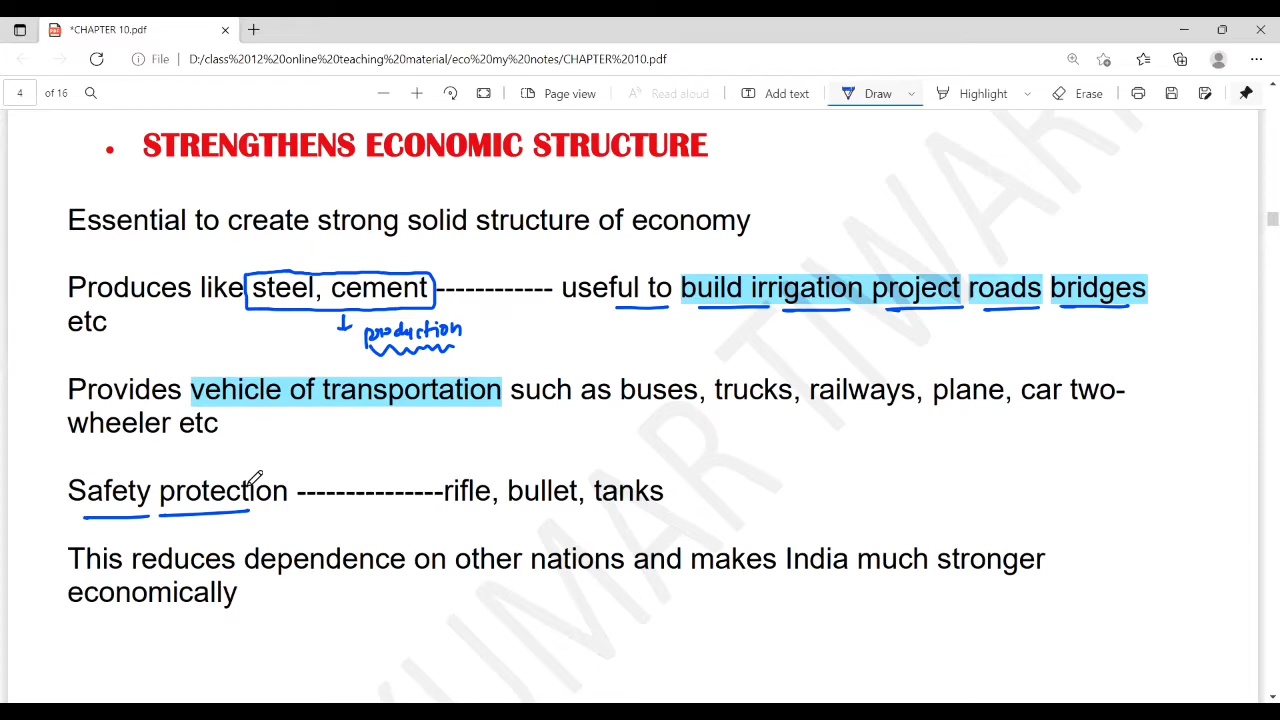 *CHAPTER 10.pdf
File D:/class%2012%20online%20teaching%20material/eco%20my%20notes/CHAPTER%2010.pdf
4 of 16 Page view Read aloud Add text Draw Highlight Erase
• STRENGTHENS ECONOMIC STRUCTURE
Essential to create strong solid structure of economy
Produces like steel, cement ------------ useful to build irrigation project roads bridges
etc
production
Provides vehicle of transportation such as buses, trucks, railways, plane, car two-
wheeler etc
Safety protection ---------------rifle, bullet, tanks
This reduces dependence on other nations and makes India much stronger
economically
KUMAR TIWARI